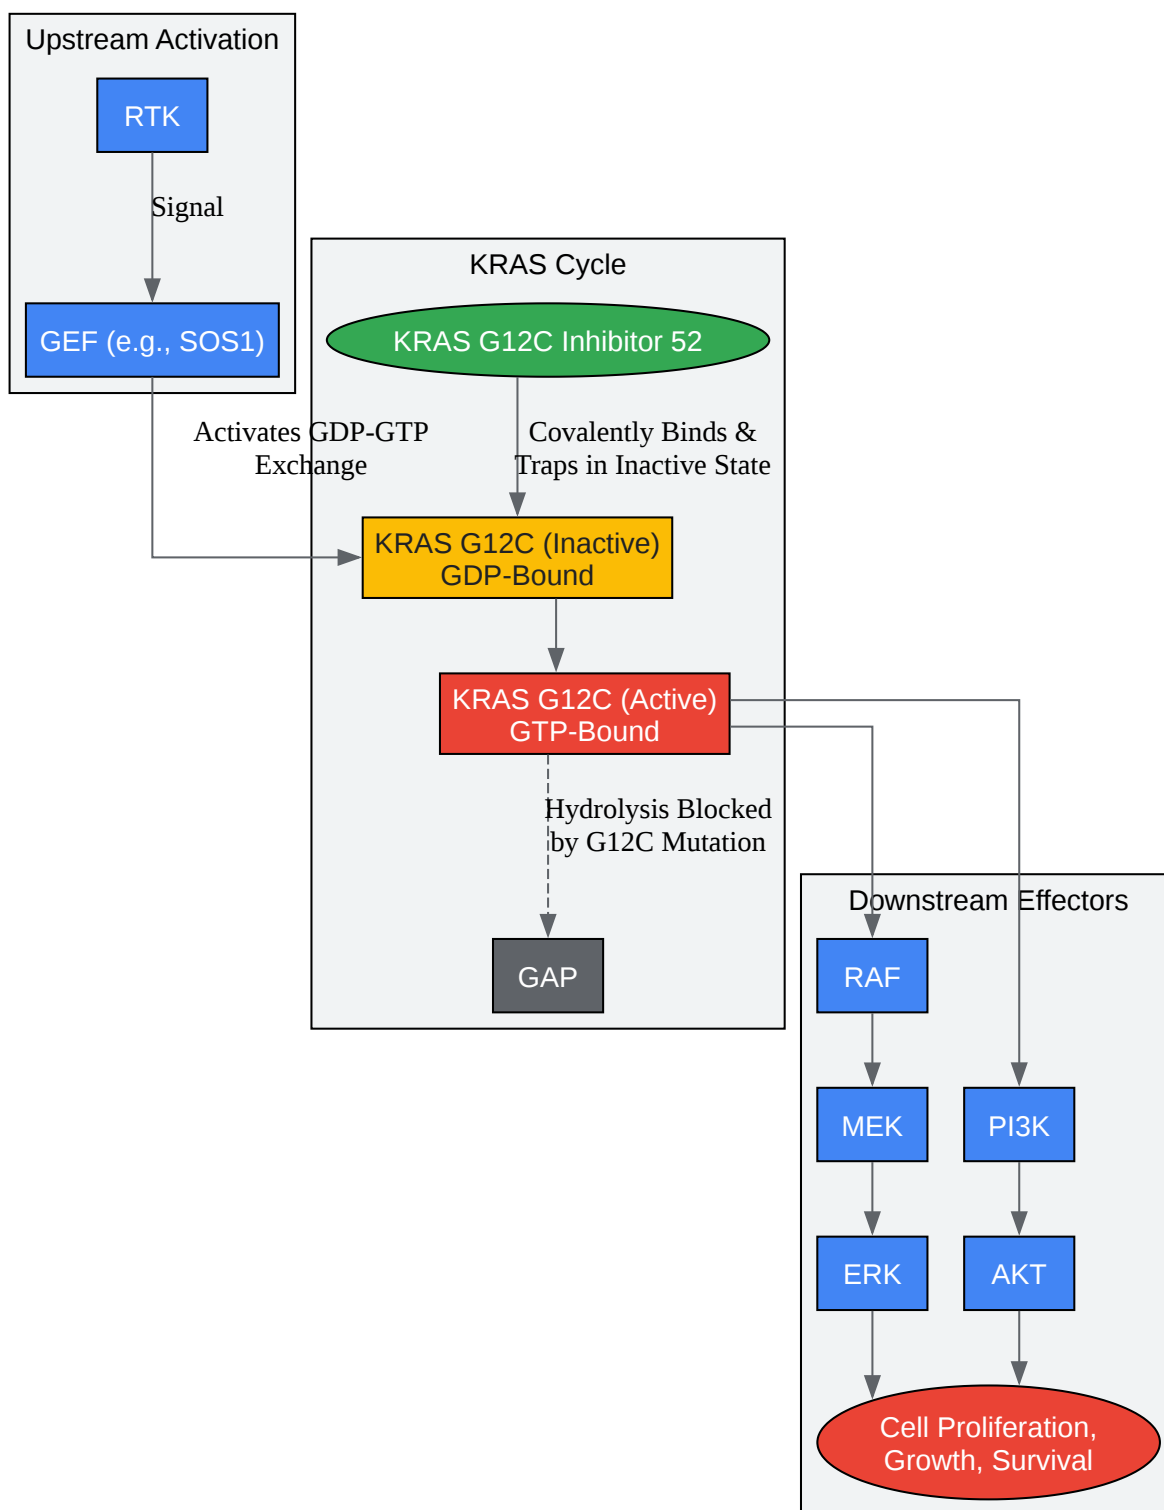 Upstream Activation
RTK
Signal
GEF (e.g., SOS1)
KRAS Cycle
KRAS G12C Inhibitor 52
Activates GDP-GTP
Exchange
Covalently Binds &
Traps in Inactive State
KRAS G12C (Inactive)
GDP-Bound
KRAS G12C (Active)
GTP-Bound
Hydrolysis Blocked
by G12C Mutation
GAP
Downstream Effectors
RAF
MEK
PI3K
ERK
AKT
Cell Proliferation,
Growth, Survival